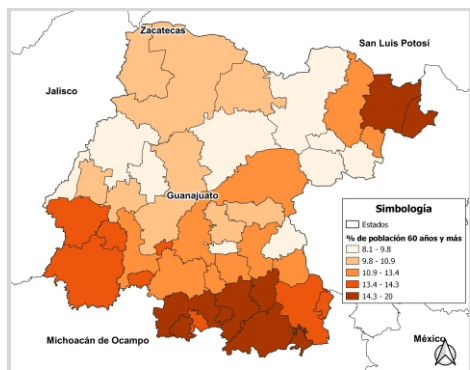 Zacatecas
San Luis Potosí
Jalisco
Guanajuato
Simbología
Estados
% de población 60 años y más
8.1 - 9.8
9.8 - 10.9
10.9 - 13.4
13.4 - 14.3
14.3 - 20
Michoacán de Ocampo
México